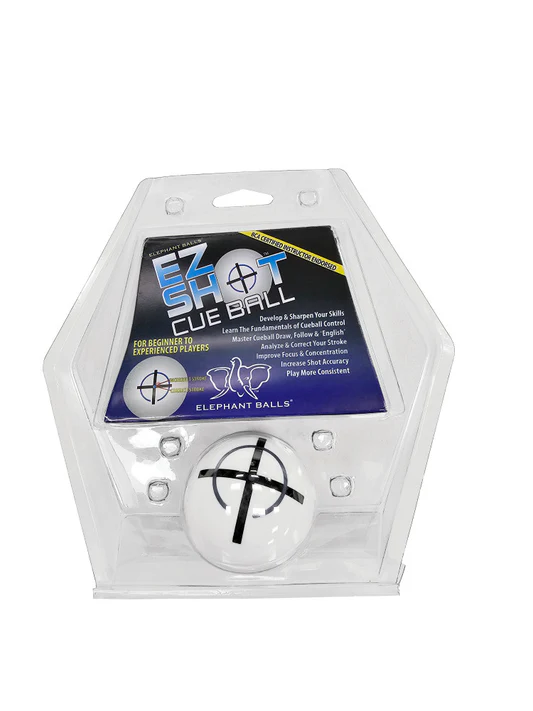 ELEPHANT BALLS
BCA CERTIFIED INSTRUCTOR ENDORSED
EZ
SHOT
CUE BALL
Develop & Sharpen Your Skills
Learn The Fundamentals of Cueball Control
Master Cueball Draw, Follow & 'English'
Analyze & Correct Your Stroke
Improve Focus & Concentration
Increase Shot Accuracy
Play More Consistent
FOR BEGINNER TO
EXPERIENCED PLAYERS
ELEPHANT BALLS®